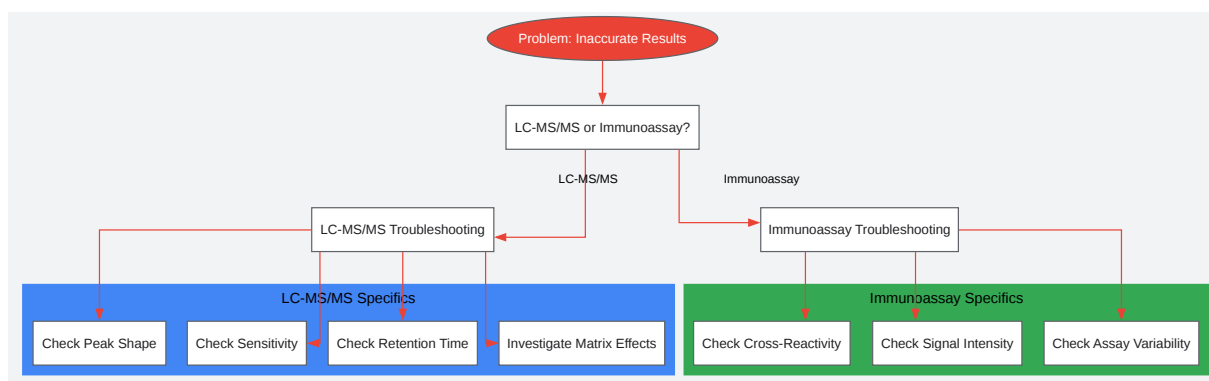 Problem: Inaccurate Results
LC-MS/MS or Immunoassay?
LC-MS/MS
Immunoassay
LC-MS/MS Troubleshooting
Immunoassay Troubleshooting
LC-MS/MS Specifics
Immunoassay Specifics
Check Peak Shape
Check Sensitivity
Check Retention Time
Investigate Matrix Effects
Check Cross-Reactivity
Check Signal Intensity
Check Assay Variability